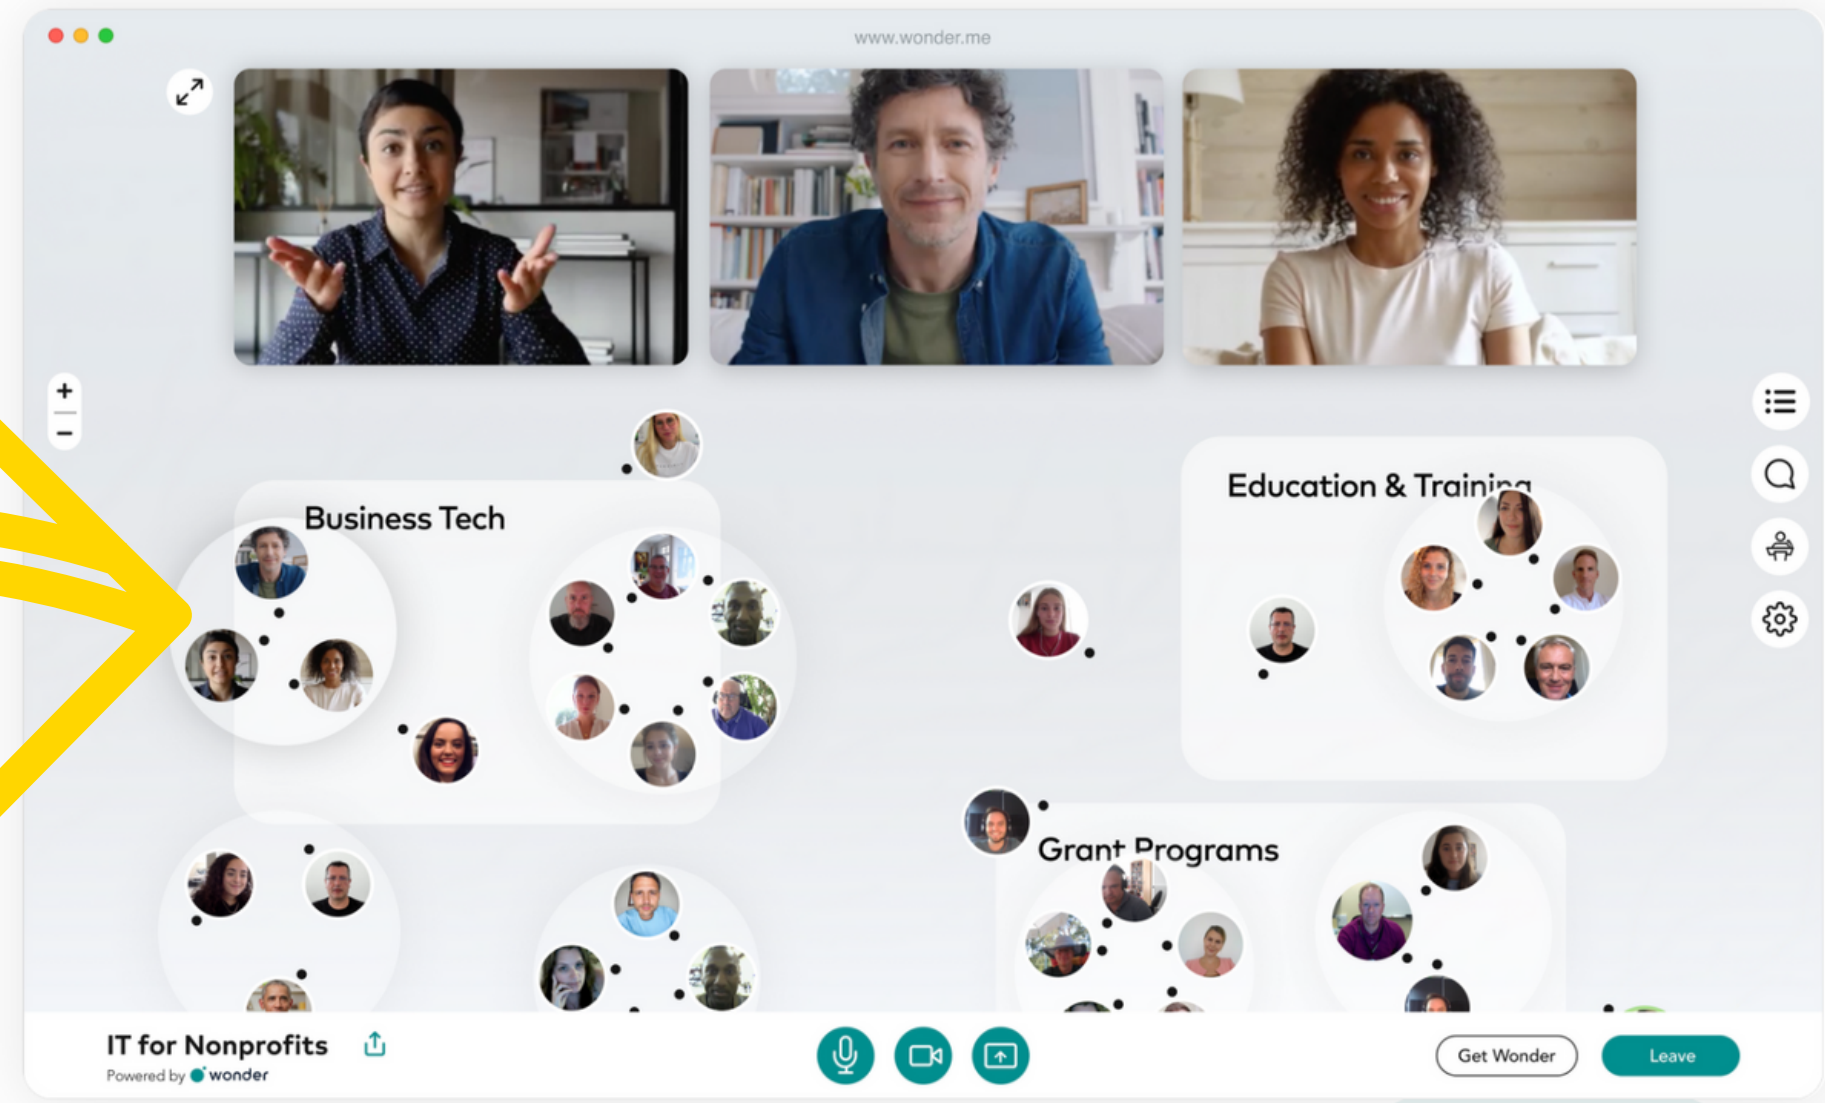 www.wonder.me
Business Tech
Education & Training
Grant Programs
IT for Nonprofits
Powered by wonder
Get Wonder
Leave